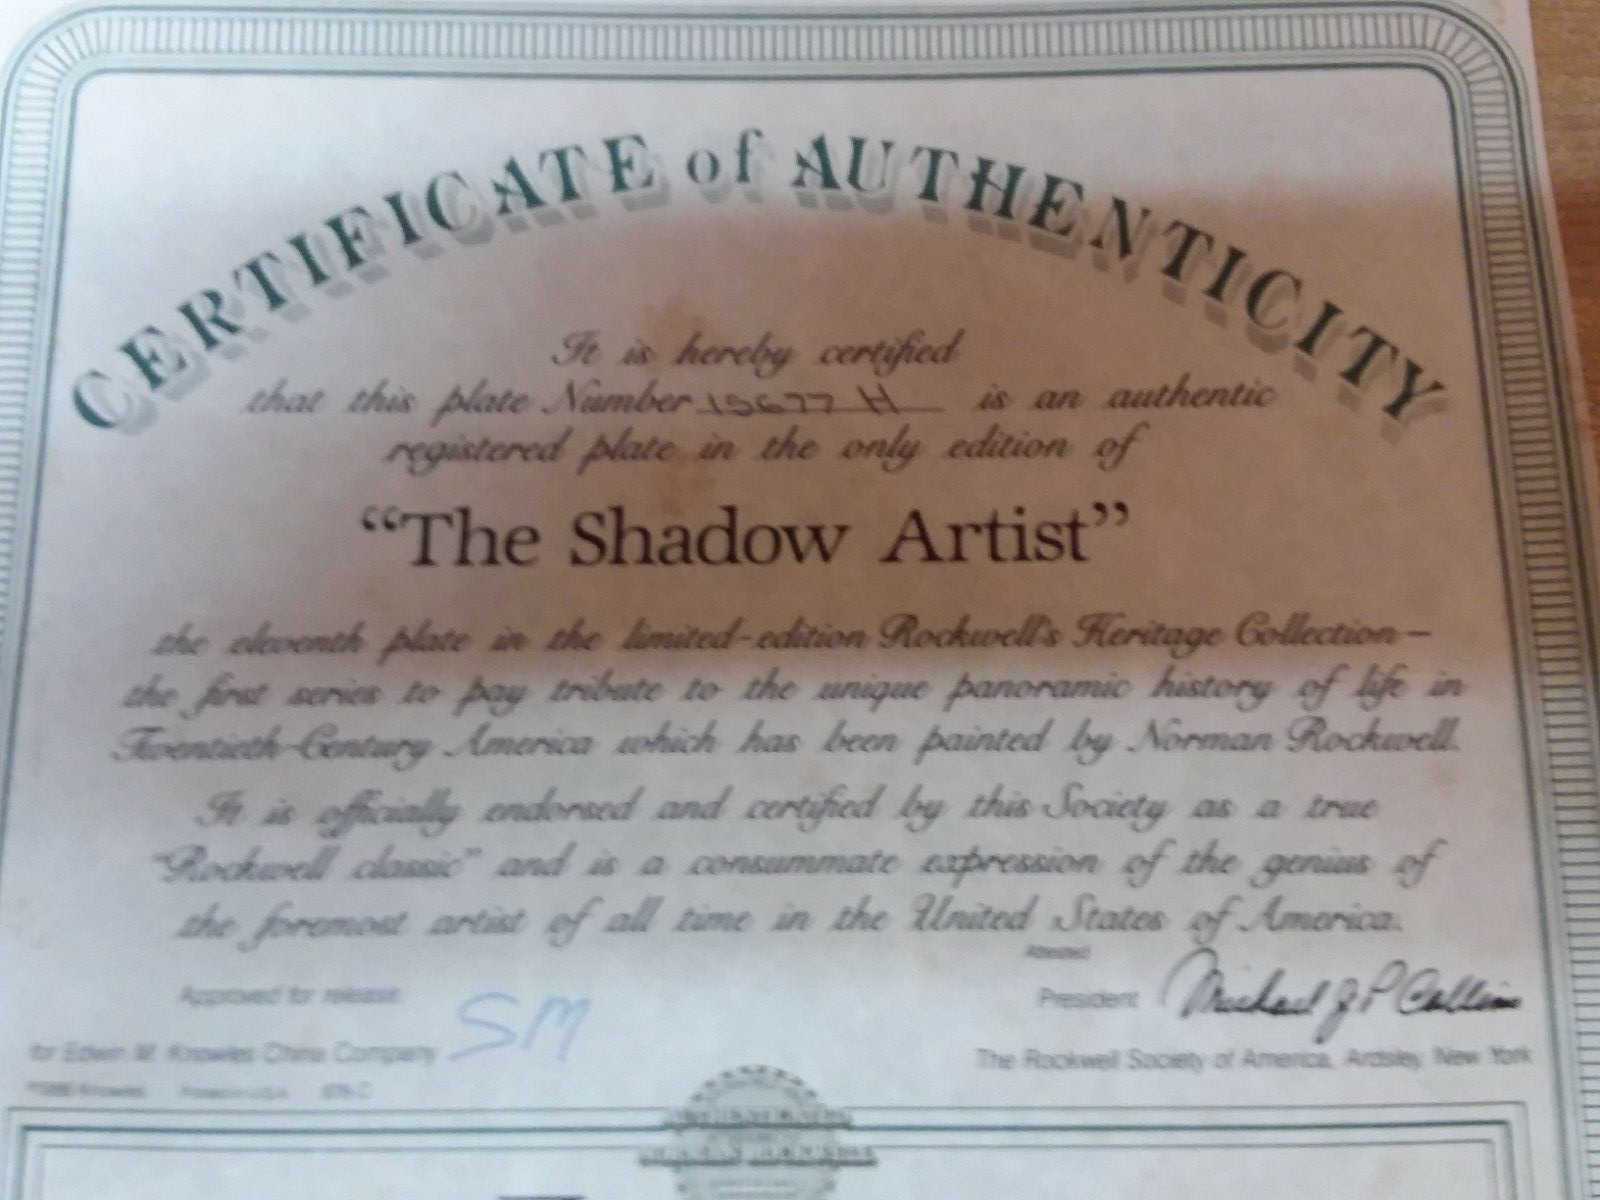 CERTIFICATE of AUTHENTICITY
It is hereby certified
that this plate Number 15677 H is an authentic
registered plate in the only edition of
“The Shadow Artist”
the eleventh plate in the limited-edition Rockwell's Heritage Collection—
the first series to pay tribute to the unique panoramic history of life in
Twentieth-Century America which has been painted by Norman Rockwell.
It is officially endorsed and certified by this Society as a true
“Rockwell classic” and is a consummate expression of the genius of
the foremost artist of all time in the United States of America.
Attested:
Approved for release: SM
President Michael J P Collins
for Edwin M. Knowles China Company
The Rockwell Society of America, Ardsley, New York
Knowles Printed in U.S.A.